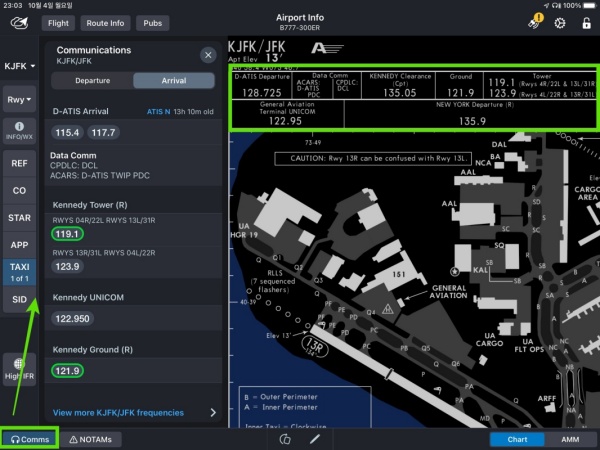 23:03 10월 4일 월요일
100%
Flight
Route Info
Pubs
Airport Info
B777-300ER
KJFK
Rwy
INFO/WX
REF
CO
STAR
APP
TAXI
1 of 1
SID
High IFR
Communications
KJFK/JFK
Departure
Arrival
D-ATIS Arrival
ATIS N 13h 10m old
115.4
117.7
Data Comm
CPDLC: DCL
ACARS: D-ATIS TWIP PDC
Kennedy Tower (R)
RWYS 04R/22L RWYS 13L/31R
119.1
RWYS 13R/31L RWYS 04L/22R
123.9
Kennedy UNICOM
122.950
Kennedy Ground (R)
121.9
View more KJFK/JFK frequencies
KJFK/JFK
Apt Elev 13'
D-ATIS Departure
128.725
Data Comm
ACARS:
D-ATIS
PDC
CPDLC:
DCL
KENNEDY Clearance
(Cpt)
135.05
Ground
121.9
Tower
119.1 (Rwys 4R/22L & 13L/31R)
123.9 (Rwys 4L/22R & 13R/31L)
General Aviation
Terminal UNICOM
122.95
NEW YORK Departure (R)
135.9
73-49
CAUTION: Rwy 13R can be confused with Rwy 13L.
DAL
BA
NCA
AAL
AAL
CARGO
AREA
UA
HGR 19
SC
SQ
KAL
SB
SB
RLLS
(7 sequenced
flashers)
151
GENERAL
AVIATION
40-39
Elev 13'
13R
UA
CARGO
UA
FLT OPS
ARFF
B = Outer Perimeter
A = Inner Perimeter
Inner Taxi = Clockwise
Comms
NOTAMs
Chart
AMM